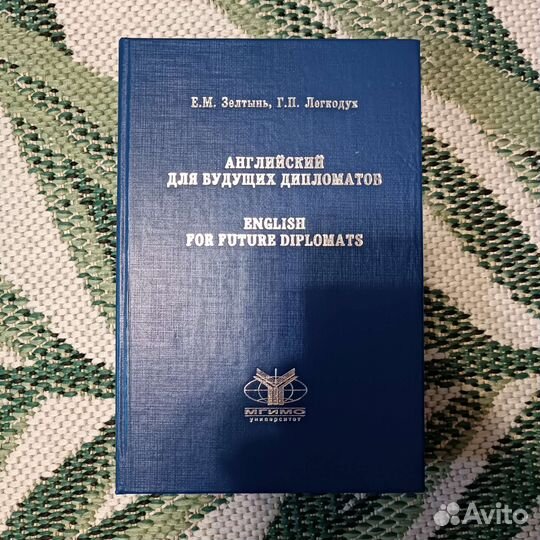 Е.М. Зелтынь, Г.П. Легкодух
АНГЛИЙСКИЙ
ДЛЯ БУДУЩИХ ДИПЛОМАТОВ
ENGLISH
FOR FUTURE DIPLOMATS
МГИМО
университет
Avito